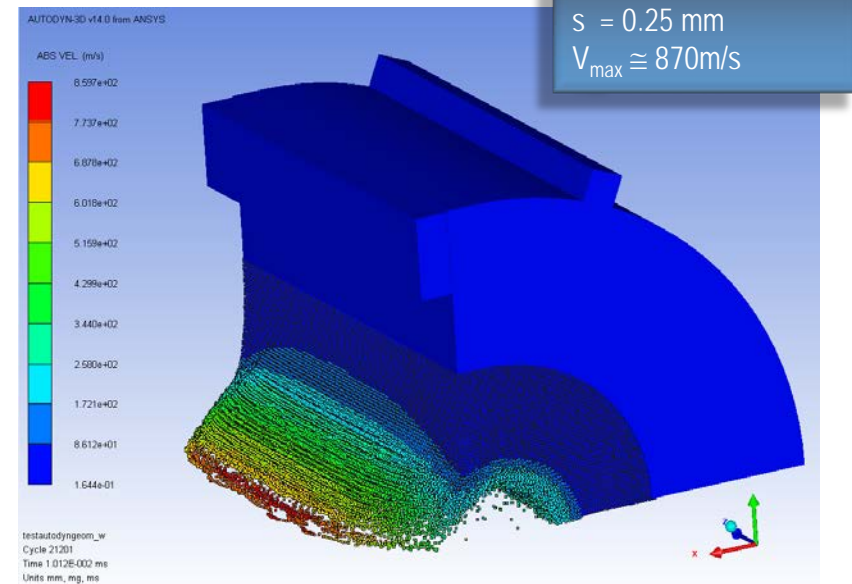 AUTODYN-3D v14.0 from ANSYS
s = 0.25 mm
Vmax ≅ 870m/s
ABS VEL. (m/s)
8.597e+02
7.737e+02
6.878e+02
6.018e+02
5.159e+02
4.299e+02
3.440e+02
2.580e+02
1.721e+02
8.612e+01
1.644e-01
testautodyngeom_w
Cycle 21201
Time 1.012E-002 ms
Units mm, mg, ms
x
z